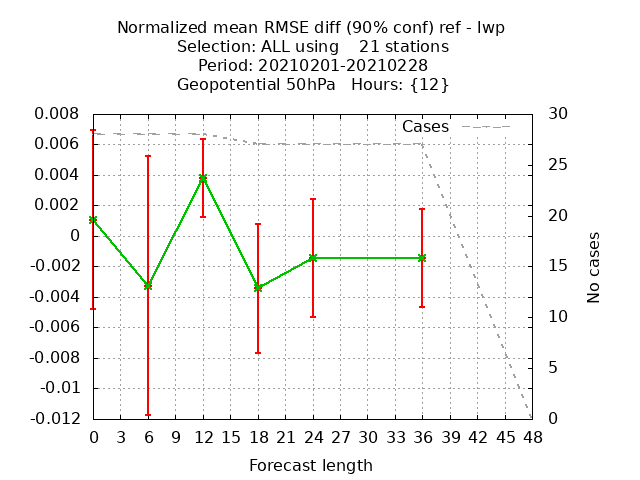 Normalized mean RMSE diff (90% conf) ref - lwp
Selection: ALL using    21 stations
Period: 20210201-20210228
Geopotential 50hPa   Hours: {12}
Cases
0.008
0.006
0.004
0.002
0
-0.002
-0.004
-0.006
-0.008
-0.01
-0.012
30
25
20
15
10
5
0
No cases
0 3 6 9 12 15 18 21 24 27 30 33 36 39 42 45 48
Forecast length